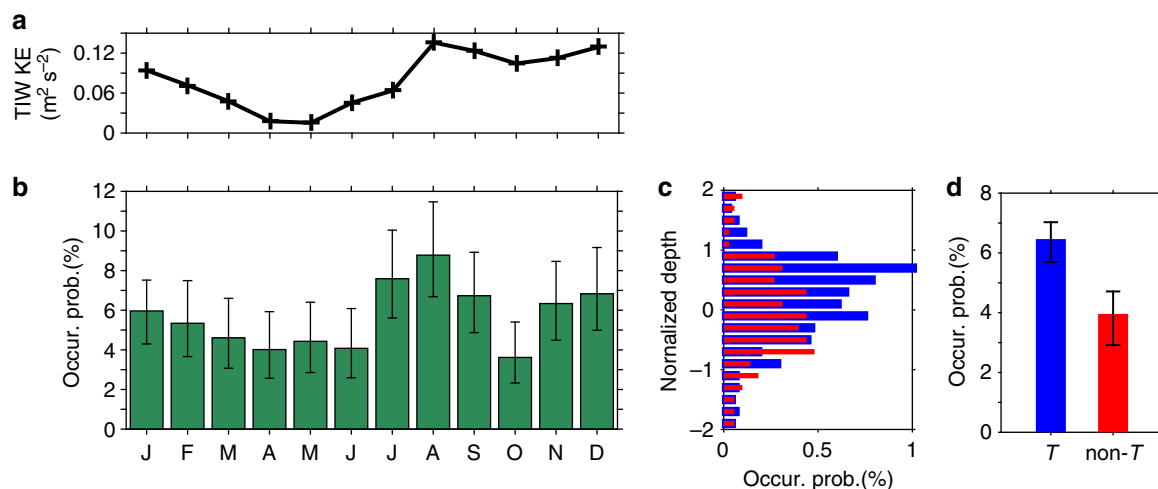 a
TIW KE
(m² s⁻²)
0.12
0.06
0
b
Occur. prob.(%)
12
10
8
6
4
2
0
J F M A M J J A S O N D
c
Nornalized depth
2
1
0
−1
−2
0 0.5 1
Occur. prob.(%)
d
Occur. prob.(%)
8
6
4
2
0
T non-T